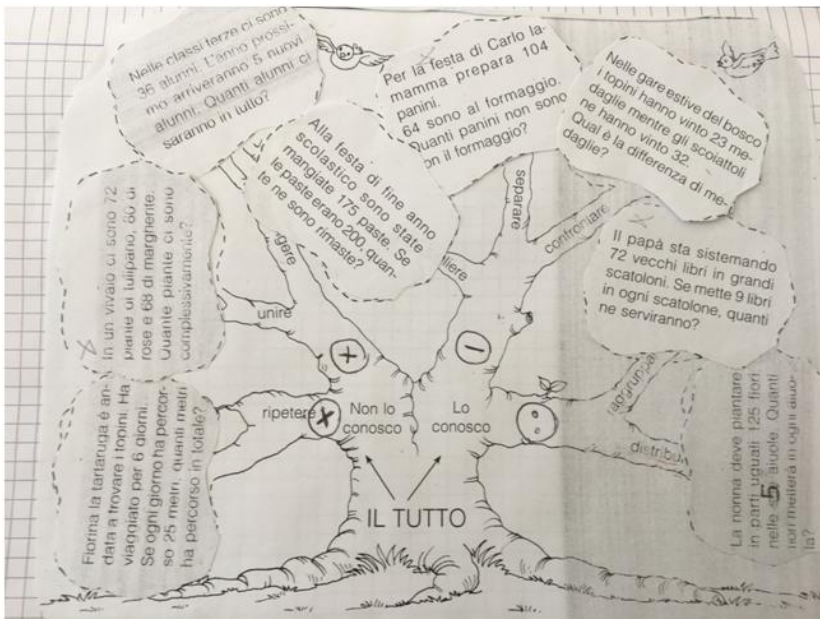 Nelle classi terze ci sono
36 alunni. L'anno prossi-
mo arriveranno 5 nuovi
alunni. Quanti alunni ci
saranno in tutto?
Per la festa di Carlo la
mamma prepara 104
panini.
64 sono al formaggio.
Quanti panini non sono
con il formaggio?
Nelle gare estive del bosco
i topini hanno vinto 23 me-
daglie mentre gli scoiattoli
ne hanno vinto 32.
Qual è la differenza di me-
daglie?
Alla festa di fine anno
scolastico sono state
mangiate 175 paste. Se
le paste erano 200, quan-
te ne sono rimaste?
In un vivaio ci sono 72
piante di tulipano, 60 di
rose e 68 di margherite.
Quante piante ci sono
complessivamente?
Il papà sta sistemando
72 vecchi libri in grandi
scatoloni. Se mette 9 libri
in ogni scatolone, quanti
ne serviranno?
Fiorina la tartaruga è an-
data a trovare i topini. Ha
viaggiato per 6 giorni.
Se ogni giorno ha percor-
so 25 metri, quanti metri
ha percorso in totale?
La nonna deve piantare
in parti uguali 125 fiori
nelle 5 aiuole. Quanti
fiori metterà in ogni aiuo-
la?
gere
unire
ripetere
liere
separare
confrontare
raggruppa
distribu
+
-
x
:
Non lo
conosco
Lo
conosco
IL TUTTO